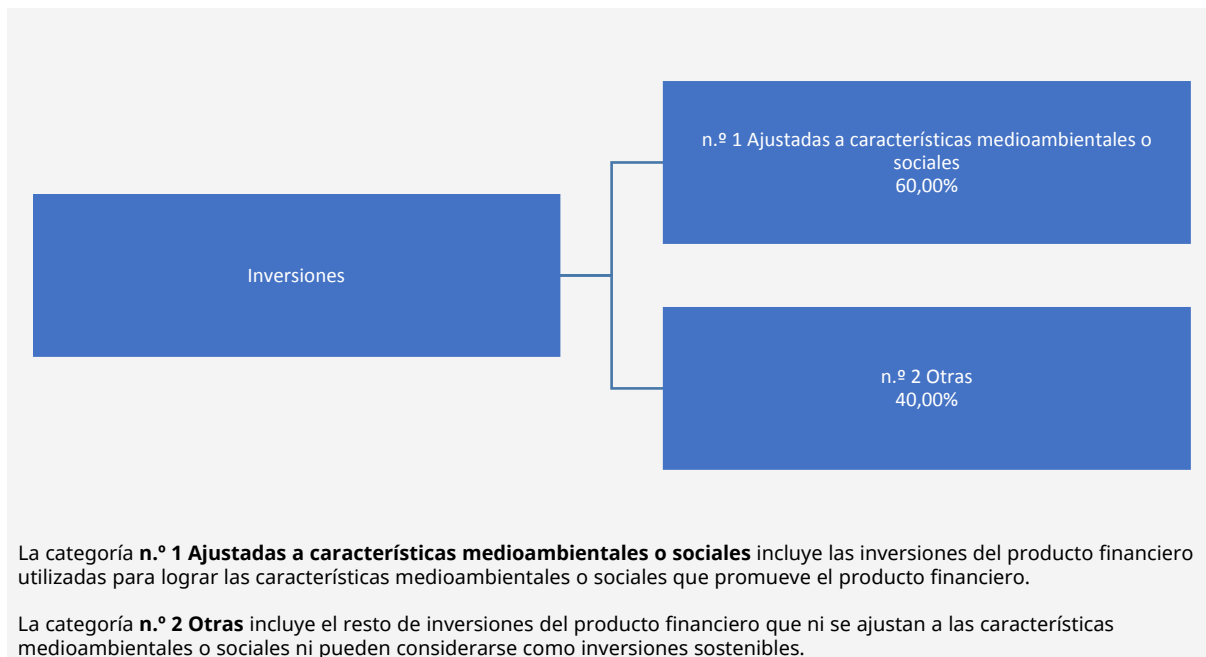 n.º 1 Ajustadas a características medioambientales o
sociales
60,00%
Inversiones
n.º 2 Otras
40,00%
La categoría n.º 1 Ajustadas a características medioambientales o sociales incluye las inversiones del producto financiero
utilizadas para lograr las características medioambientales o sociales que promueve el producto financiero.
La categoría n.º 2 Otras incluye el resto de inversiones del producto financiero que ni se ajustan a las características
medioambientales o sociales ni pueden considerarse como inversiones sostenibles.